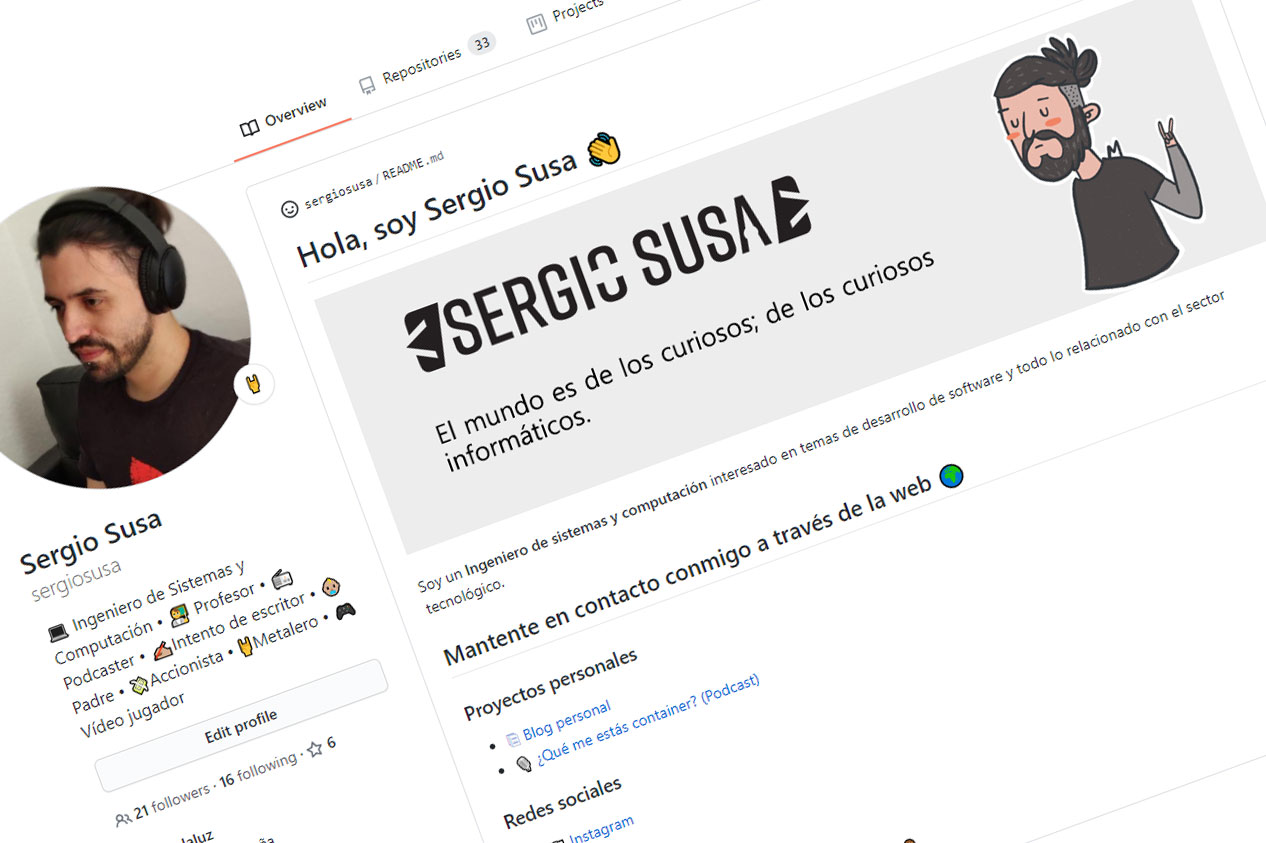 Overview
Repositories 33
Projects
sergiosusa / README.md
Hola, soy Sergio Susa 👋
SERGIO SUSA
El mundo es de los curiosos; de los curiosos
informáticos.
Soy un Ingeniero de sistemas y computación interesado en temas de desarrollo de software y todo lo relacionado con el sector
tecnológico.
Mantente en contacto conmigo a través de la web 🌍
Proyectos personales
Blog personal
¿Qué me estás container? (Podcast)
Redes sociales
Instagram
Sergio Susa
sergiosusa
💻 Ingeniero de Sistemas y
Computación • 👨‍🏫 Profesor • 📻
Podcaster • ✍Intento de escritor • 👶
Padre • 💸Accionista • 🤘Metalero • 🎮
Vídeo jugador
Edit profile
21 followers · 16 following · 6